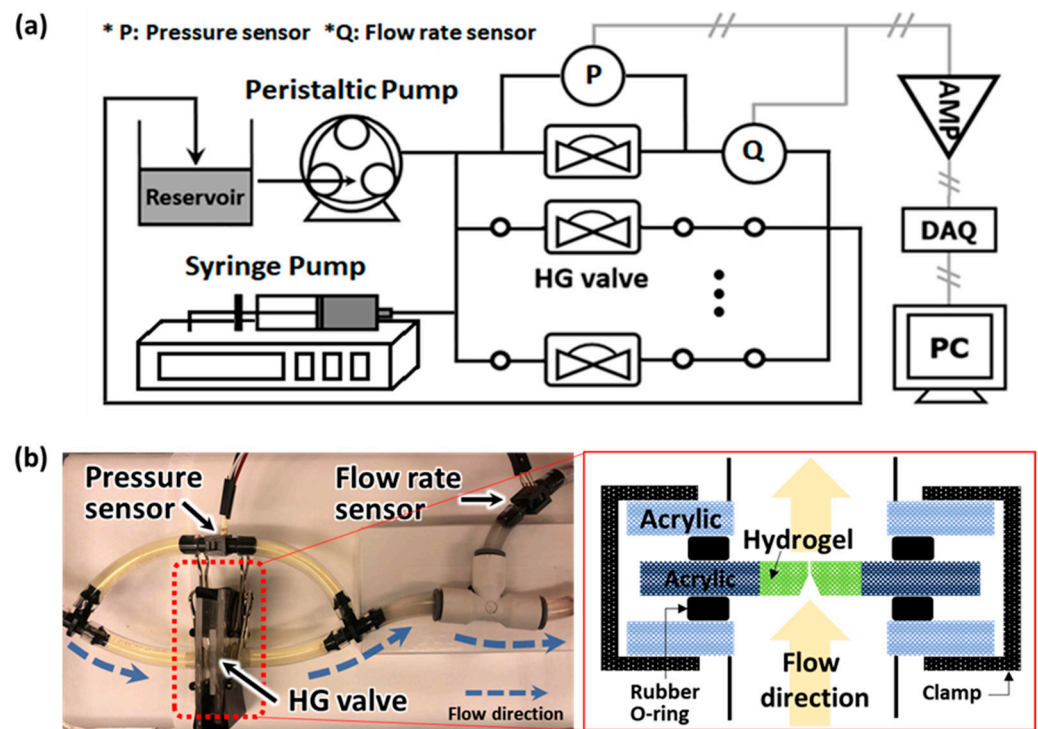 (a)
* P: Pressure sensor *Q: Flow rate sensor
Peristaltic Pump
P
AMP
Q
Reservoir
DAQ
Syringe Pump
HG valve
PC
(b)
Pressure
sensor
Flow rate
sensor
HG valve
Flow direction
Acrylic
Hydrogel
Acrylic
Flow
direction
Rubber
O-ring
Clamp